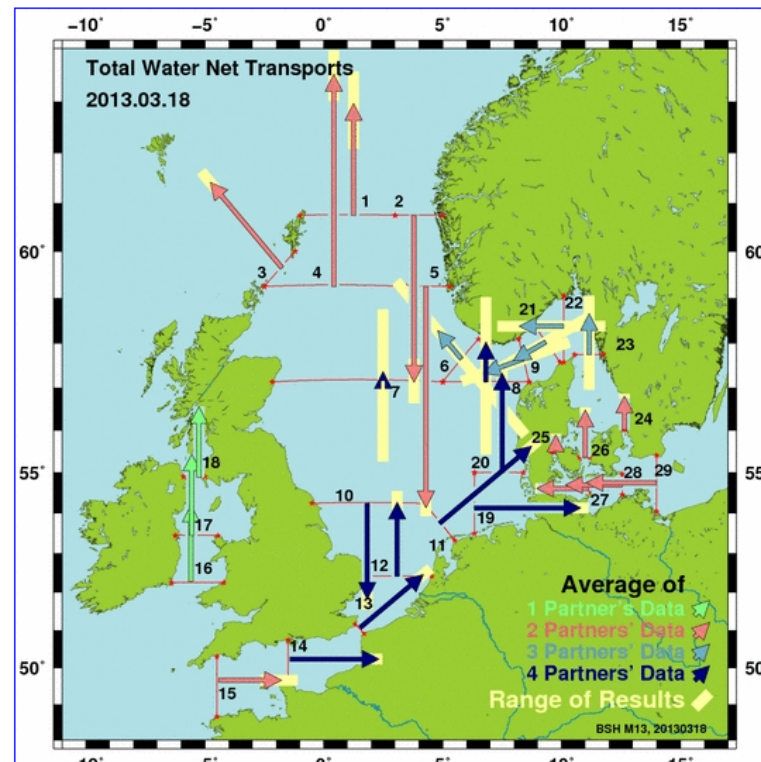 −10° −5° 0° 5° 10° 15°
Total Water Net Transports
2013.03.18
1 2
60° 60°
3 4 5
21 22
6 7 8 9 23
24
25 26
55° 18 20 28 29 55°
10 27
17 19
11
16 12
13
Average of
1 Partner's Data
2 Partners' Data
3 Partners' Data
4 Partners' Data
14
50° 50°
15
Range of Results
BSH M13, 20130318
−10° −5° 0° 5° 10° 15°